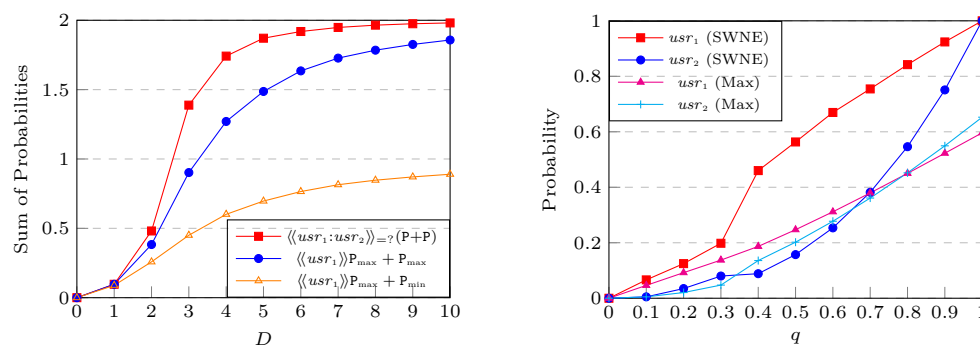 Sum of Probabilities
2
1.5
1
0.5
0
0 1 2 3 4 5 6 7 8 9 10
D
⟨⟨usr₁:usr₂⟩⟩=?(P+P)
⟨⟨usr₁⟩⟩Pmax + Pmax
⟨⟨usr₁⟩⟩Pmax + Pmin
Probability
1
0.8
0.6
0.4
0.2
0
0 0.1 0.2 0.3 0.4 0.5 0.6 0.7 0.8 0.9 1
q
usr₁ (SWNE)
usr₂ (SWNE)
usr₁ (Max)
usr₂ (Max)